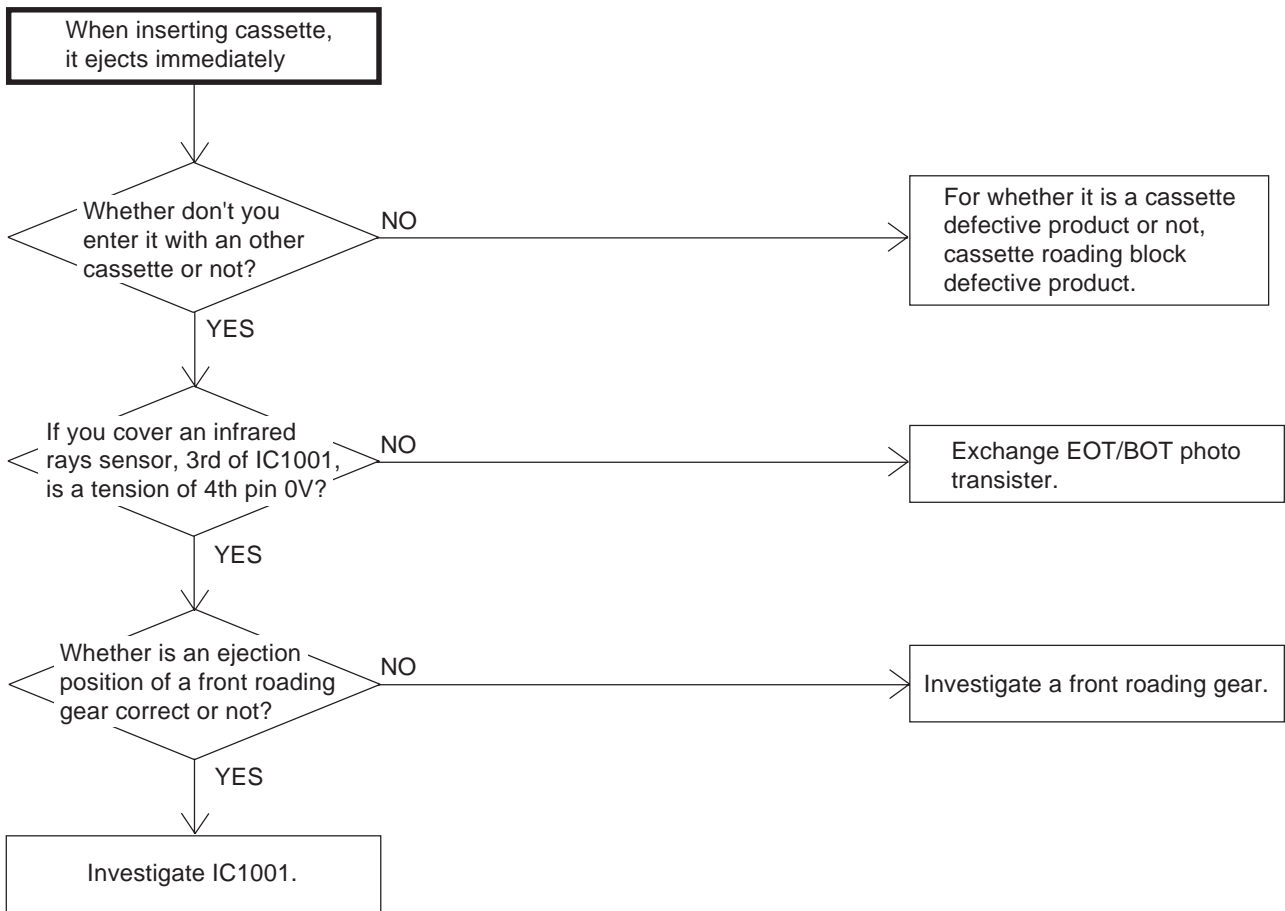 When inserting cassette,
it ejects immediately
Whether don't you
enter it with an other
cassette or not?
NO
For whether it is a cassette
defective product or not,
cassette roading block
defective product.
YES
If you cover an infrared
rays sensor, 3rd of IC1001,
is a tension of 4th pin 0V?
NO
Exchange EOT/BOT photo
transister.
YES
Whether is an ejection
position of a front roading
gear correct or not?
NO
Investigate a front roading gear.
YES
Investigate IC1001.